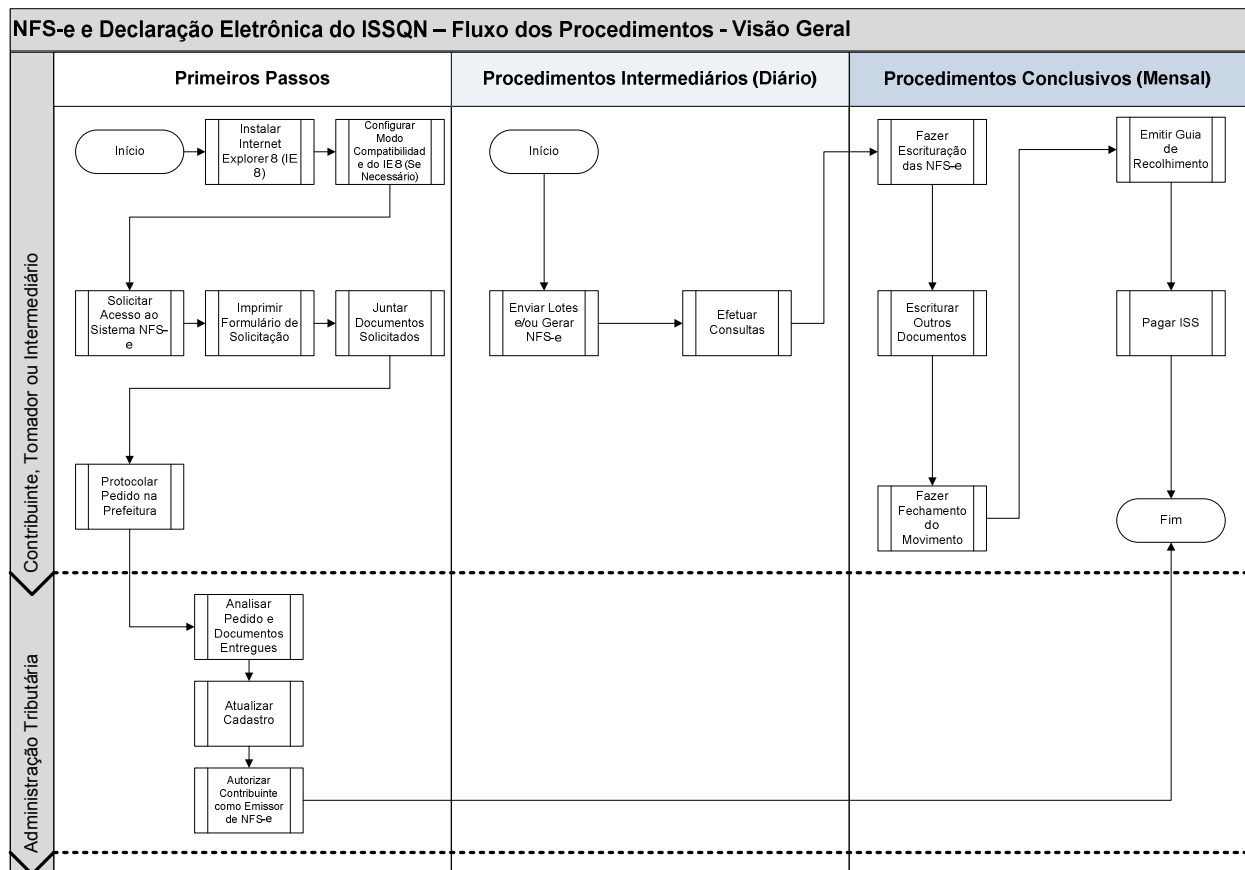 NFS-e e Declaração Eletrônica do ISSQN – Fluxo dos Procedimentos - Visão Geral
Primeiros Passos
Procedimentos Intermediários (Diário)
Procedimentos Conclusivos (Mensal)
Contribuinte, Tomador ou Intermediário
Início
Instalar
Internet
Explorer 8 (IE
8)
Configurar
Modo
Compatibilidad
e do IE 8 (Se
Necessário)
Solicitar
Acesso ao
Sistema NFS-
e
Imprimir
Formulário de
Solicitação
Juntar
Documentos
Solicitados
Protocolar
Pedido na
Prefeitura
Início
Enviar Lotes
e/ou Gerar
NFS-e
Efetuar
Consultas
Fazer
Escrituração
das NFS-e
Escriturar
Outros
Documentos
Fazer
Fechamento
do
Movimento
Emitir Guia
de
Recolhimento
Pagar ISS
Fim
Administração Tributária
Analisar
Pedido e
Documentos
Entregues
Atualizar
Cadastro
Autorizar
Contribuinte
como Emissor
de NFS-e